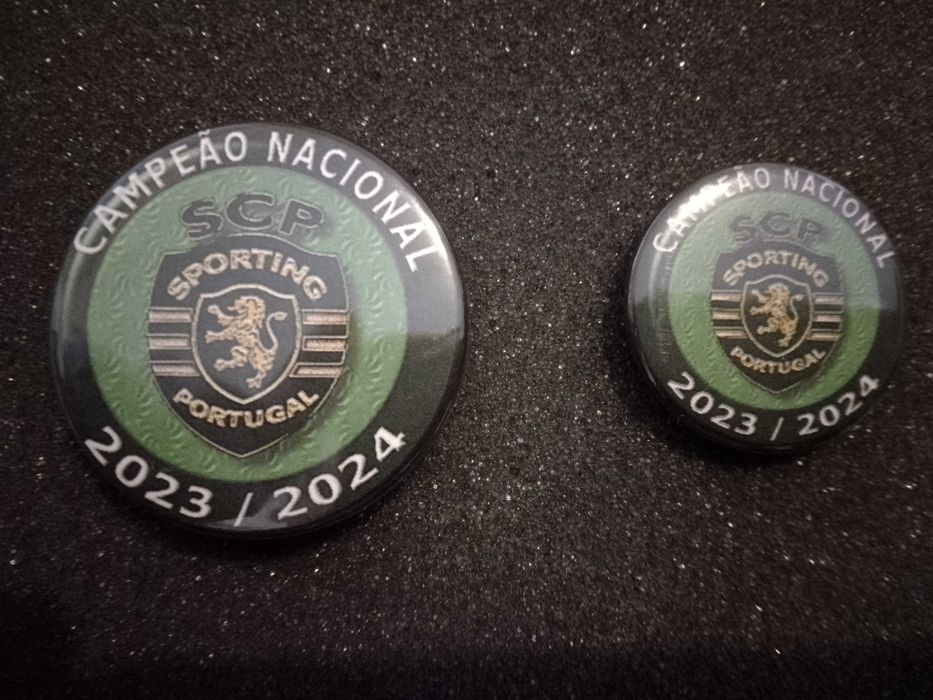 CAMPEÃO NACIONAL
SCP
SPORTING
PORTUGAL
2023 / 2024
CAMPEÃO NACIONAL
SCP
SPORTING
PORTUGAL
2023 / 2024